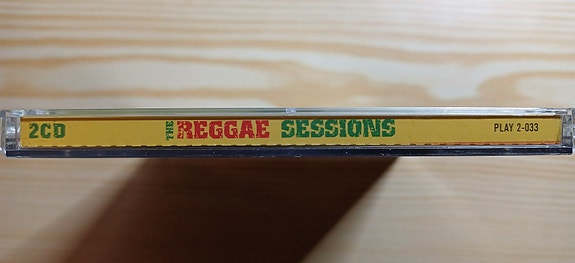 2CD THE REGGAE SESSIONS PLAY 2-033